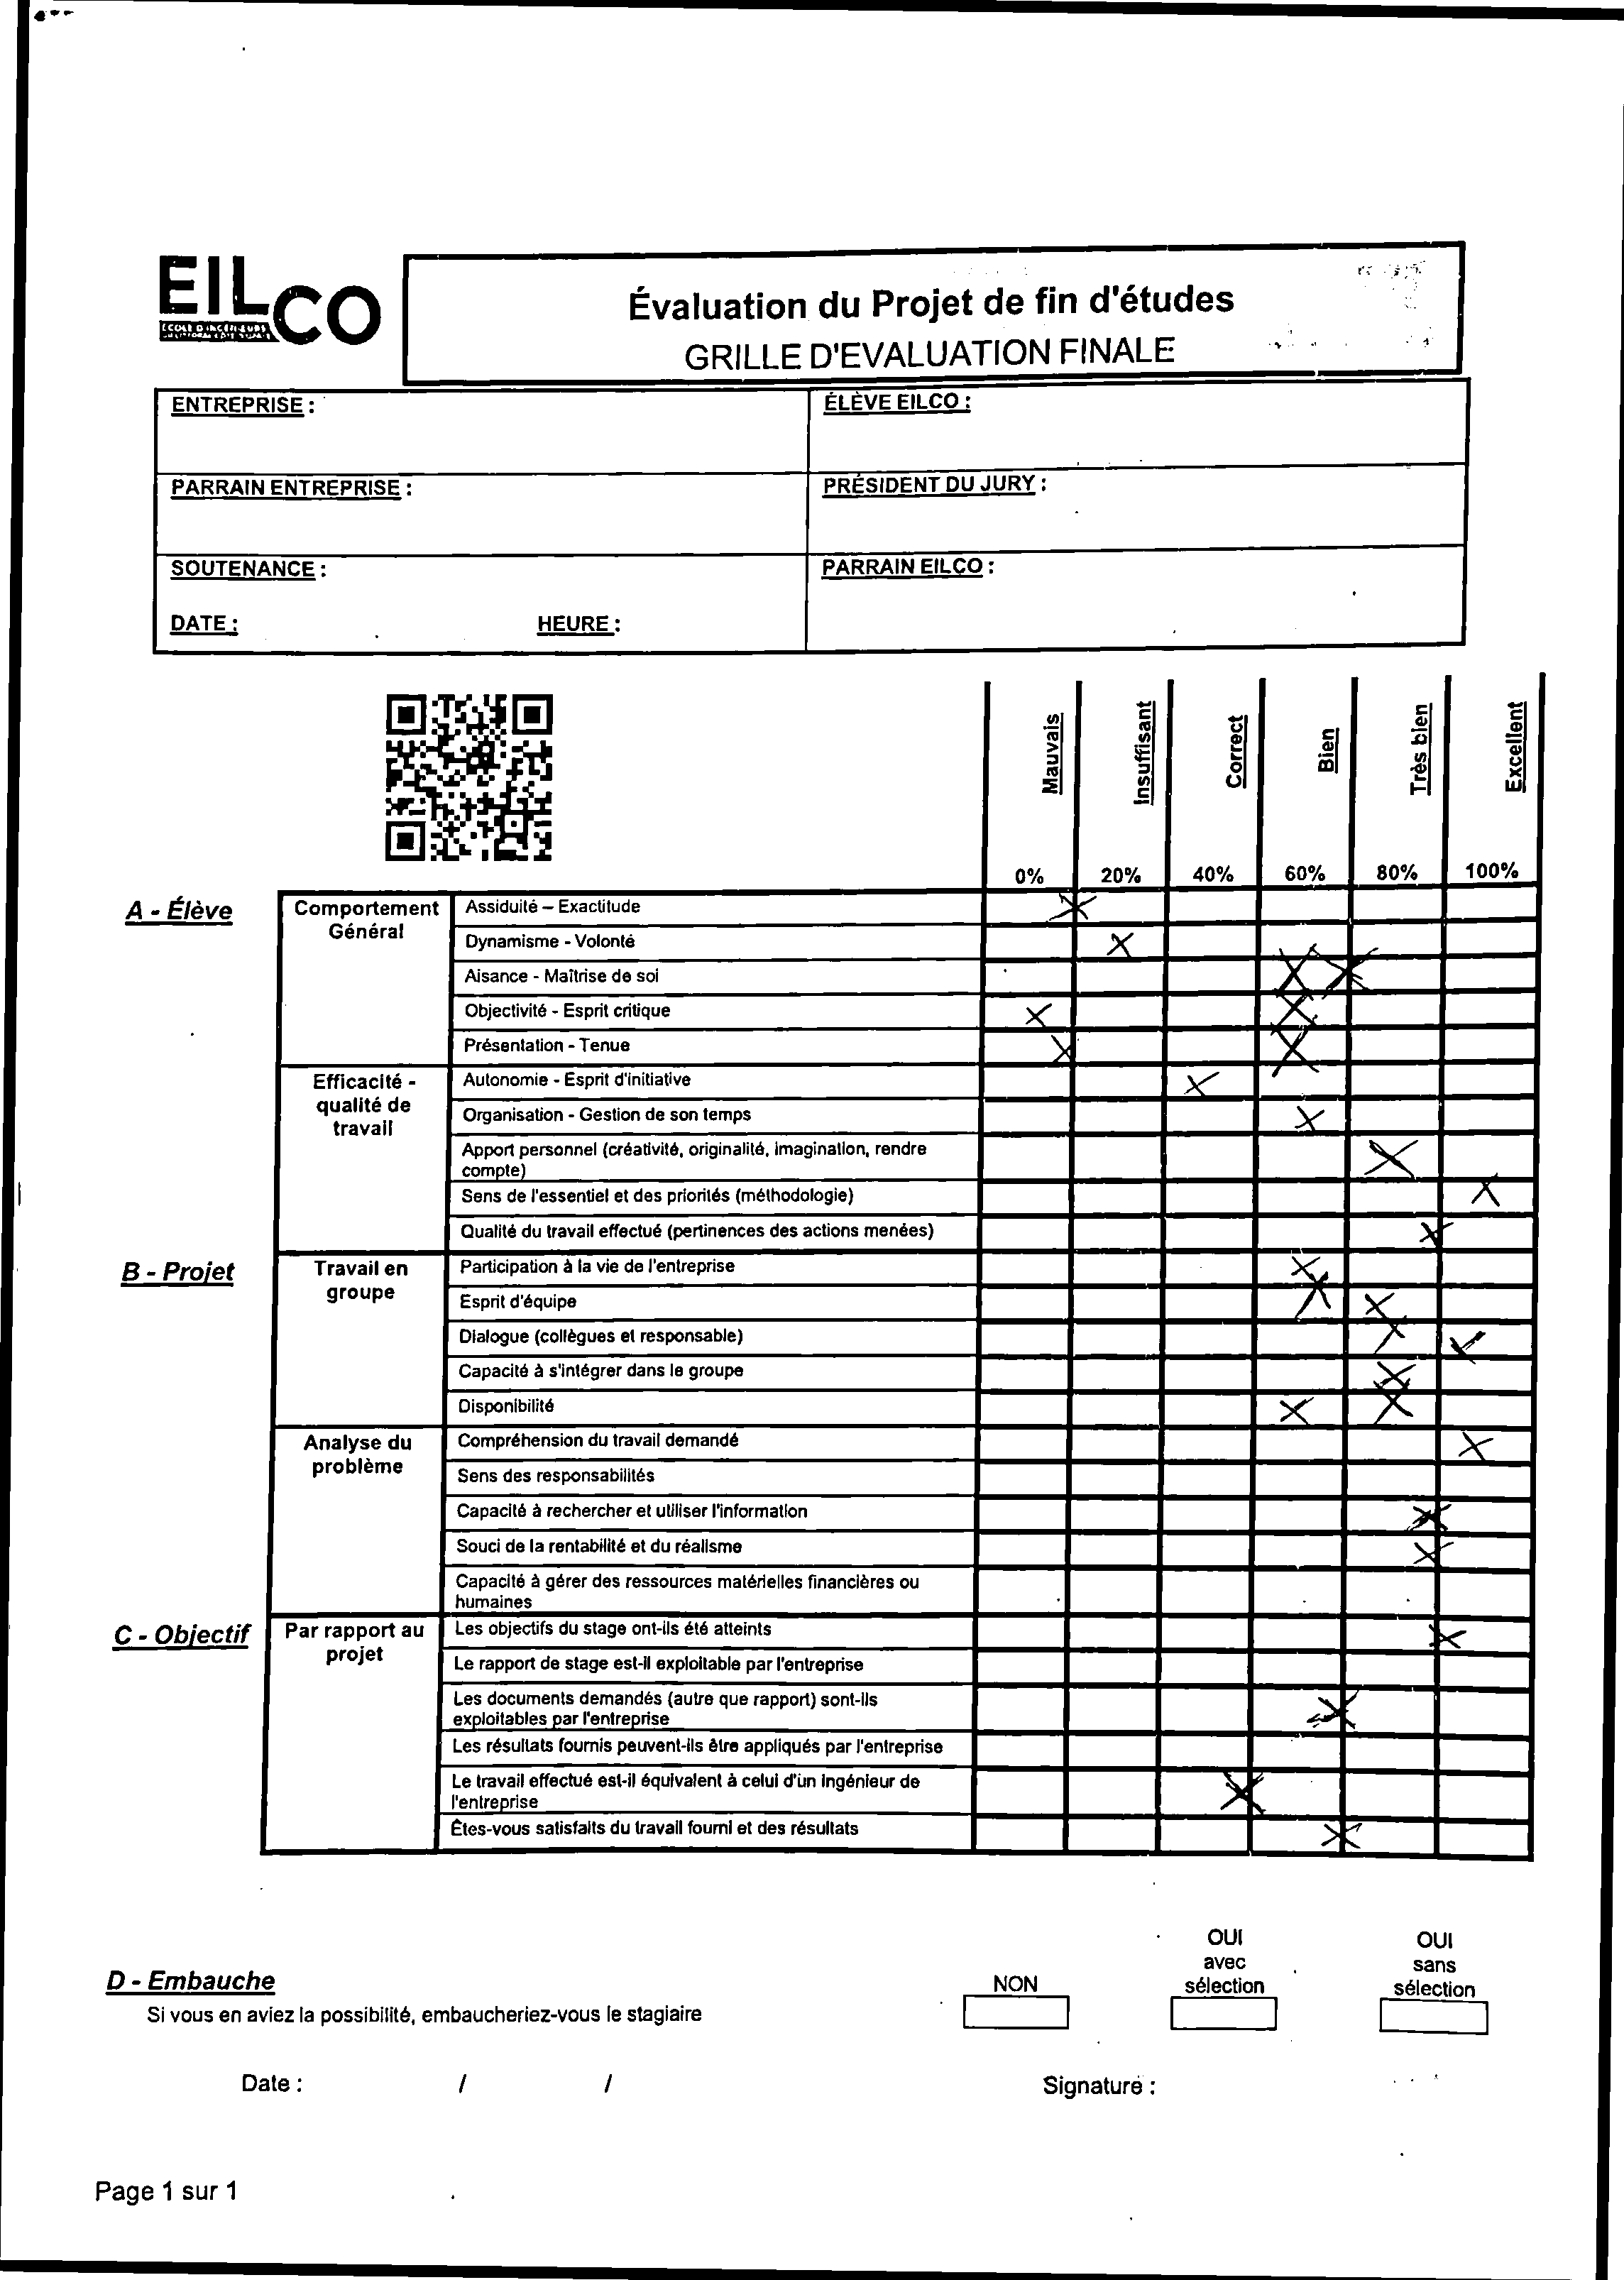 EILCO
Évaluation du Projet de fin d'études
GRILLE D'EVALUATION FINALE
ENTREPRISE :
ÉLÈVE EILCO :
PARRAIN ENTREPRISE :
PRÉSIDENT DU JURY :
SOUTENANCE :
PARRAIN EILCO :
DATE :
HEURE :
Mauvais
Insuffisant
Correct
Bien
Très bien
Excellent
0% 20% 40% 60% 80% 100%
A - Élève
Comportement
Général
Assiduité – Exactitude
Dynamisme - Volonté
Aisance - Maîtrise de soi
Objectivité - Esprit critique
Présentation - Tenue
Efficacité -
qualité de
travail
Autonomie - Esprit d'initiative
Organisation - Gestion de son temps
Apport personnel (créativité, originalité, imagination, rendre
compte)
Sens de l'essentiel et des priorités (méthodologie)
Qualité du travail effectué (pertinences des actions menées)
B - Projet
Travail en
groupe
Participation à la vie de l'entreprise
Esprit d'équipe
Dialogue (collègues et responsable)
Capacité à s'intégrer dans le groupe
Disponibilité
Analyse du
problème
Compréhension du travail demandé
Sens des responsabilités
Capacité à rechercher et utiliser l'information
Souci de la rentabilité et du réalisme
Capacité à gérer des ressources matérielles financières ou
humaines
C - Objectif
Par rapport au
projet
Les objectifs du stage ont-ils été atteints
Le rapport de stage est-il exploitable par l'entreprise
Les documents demandés (autre que rapport) sont-ils
exploitables par l'entreprise
Les résultats fournis peuvent-ils être appliqués par l'entreprise
Le travail effectué est-il équivalent à celui d'un ingénieur de
l'entreprise
Êtes-vous satisfaits du travail fourni et des résultats
D - Embauche
Si vous en aviez la possibilité, embaucheriez-vous le stagiaire
NON
OUI
avec
sélection
OUI
sans
sélection
Date : / /
Signature :
Page 1 sur 1